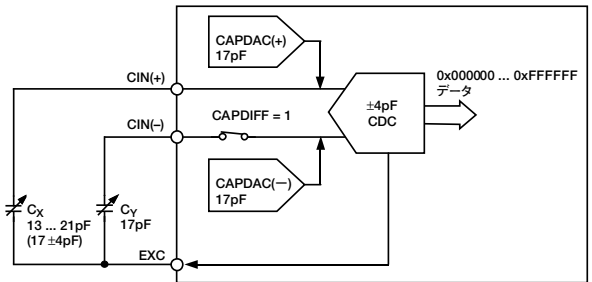 CAPDAC(+)
17pF
CIN(+)
0x000000 ... 0xFFFFFF
データ
±4pF
CDC
CAPDIFF = 1
CIN(–)
CAPDAC(—)
17pF
CX
13 ... 21pF
(17 ±4pF)
CY
17pF
EXC